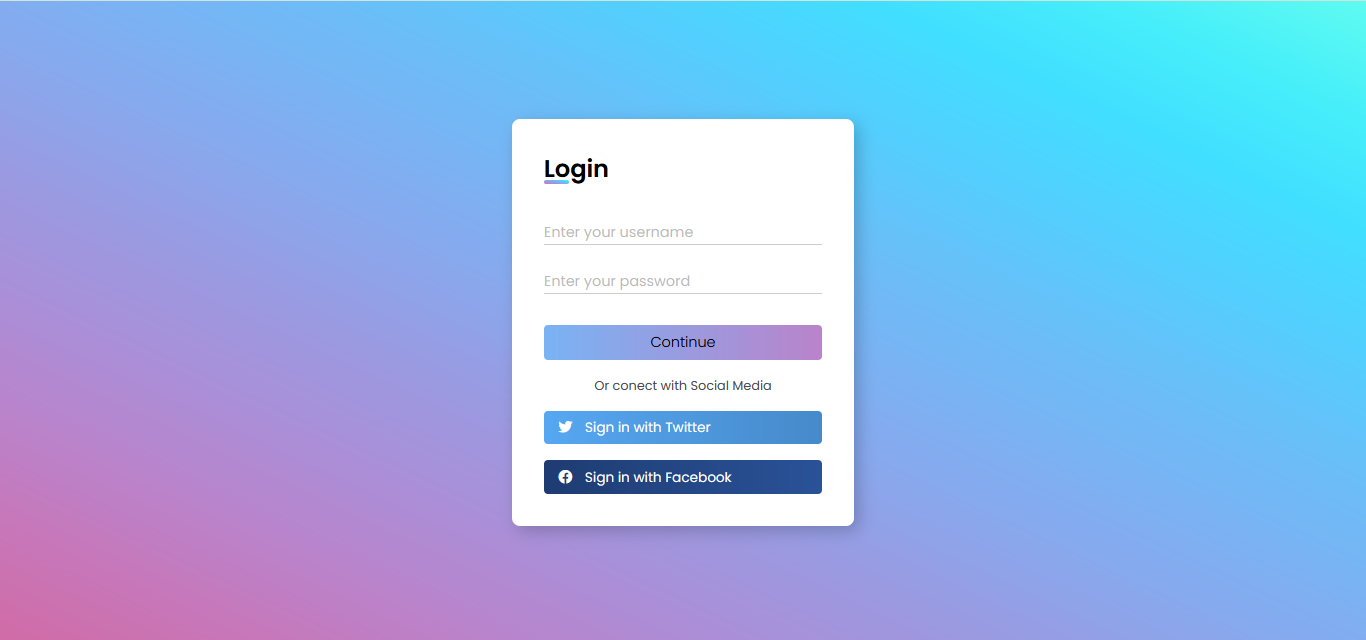 Login
Enter your username
Enter your password
Continue
Or conect with Social Media
Sign in with Twitter
Sign in with Facebook